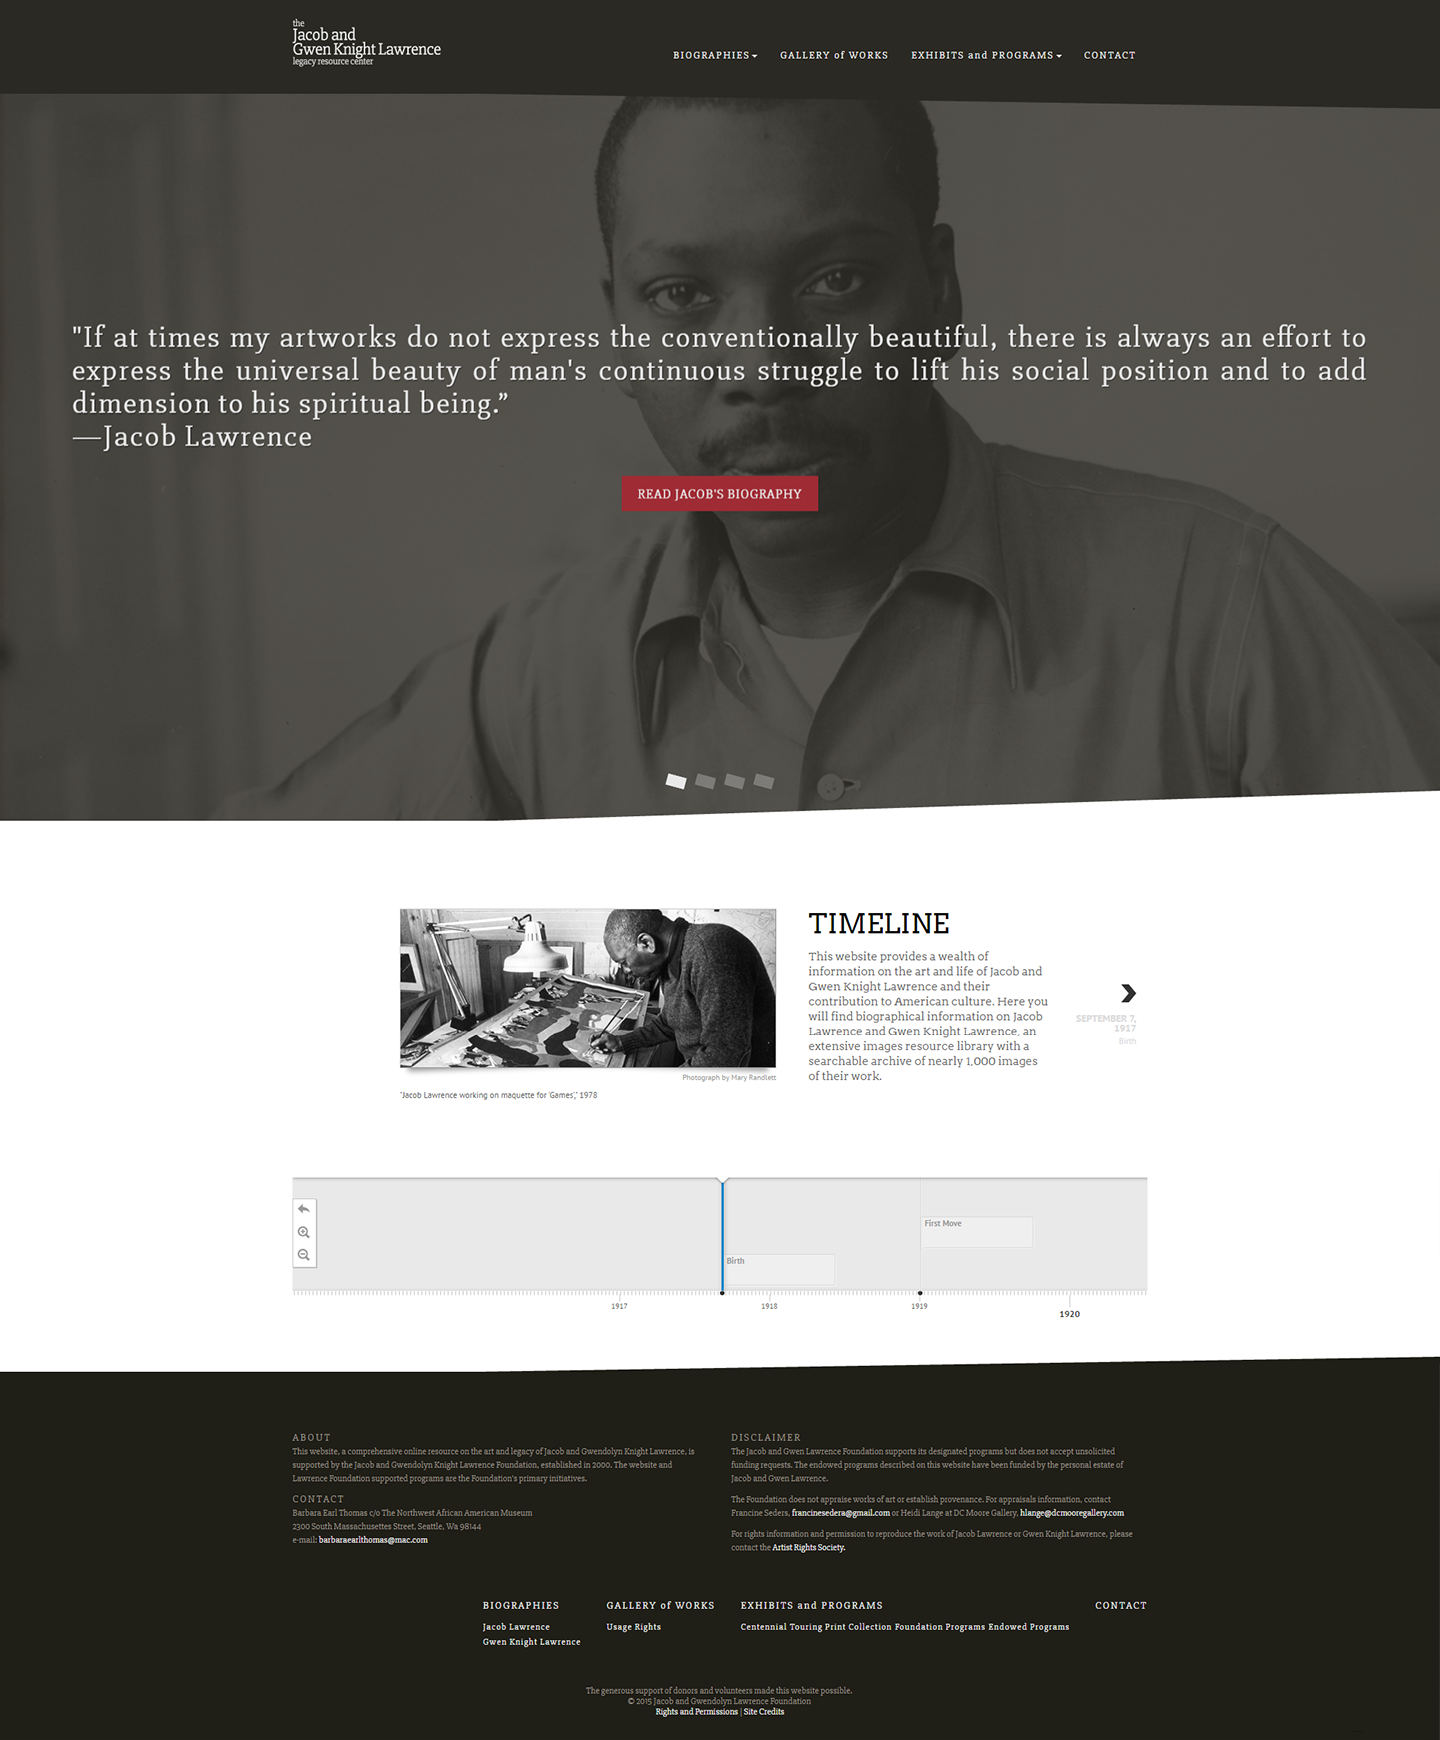 the
Jacob and
Gwen Knight Lawrence
legacy resource center
BIOGRAPHIES
GALLERY of WORKS
EXHIBITS and PROGRAMS
CONTACT
"If at times my artworks do not express the conventionally beautiful, there is always an effort to
express the universal beauty of man's continuous struggle to lift his social position and to add
dimension to his spiritual being.”
—Jacob Lawrence
READ JACOB'S BIOGRAPHY
TIMELINE
This website provides a wealth of
information on the art and life of Jacob and
Gwen Knight Lawrence and their
contribution to American culture. Here you
will find biographical information on Jacob
Lawrence and Gwen Knight Lawrence, an
extensive images resource library with a
searchable archive of nearly 1,000 images
of their work.
SEPTEMBER 7,
1917
Birth
Photograph by Mary Randlett
"Jacob Lawrence working on maquette for 'Games'," 1978
First Move
Birth
1917
1918
1919
1920
ABOUT
This website, a comprehensive online resource on the art and legacy of Jacob and Gwendolyn Knight Lawrence, is
supported by the Jacob and Gwendolyn Knight Lawrence Foundation, established in 2000. The website and
Lawrence Foundation supported programs are the Foundation's primary initiatives.
CONTACT
Barbara Earl Thomas c/o The Northwest African American Museum
2300 South Massachusettes Street, Seattle, Wa 98144
e-mail: barbaraearlthomas@mac.com
DISCLAIMER
The Jacob and Gwen Lawrence Foundation supports its designated programs but does not accept unsolicited
funding requests. The endowed programs described on this website have been funded by the personal estate of
Jacob and Gwen Lawrence.
The Foundation does not appraise works of art or establish provenance. For appraisals information, contact
Francine Seders, francinesedera@gmail.com or Heidi Lange at DC Moore Gallery, hlange@dcmooregallery.com
For rights information and permission to reproduce the work of Jacob Lawrence or Gwen Knight Lawrence, please
contact the Artist Rights Society.
BIOGRAPHIES
Jacob Lawrence
Gwen Knight Lawrence
GALLERY of WORKS
Usage Rights
EXHIBITS and PROGRAMS
Centennial Touring Print Collection Foundation Programs Endowed Programs
CONTACT
The generous support of donors and volunteers made this website possible.
© 2015 Jacob and Gwendolyn Lawrence Foundation
Rights and Permissions | Site Credits